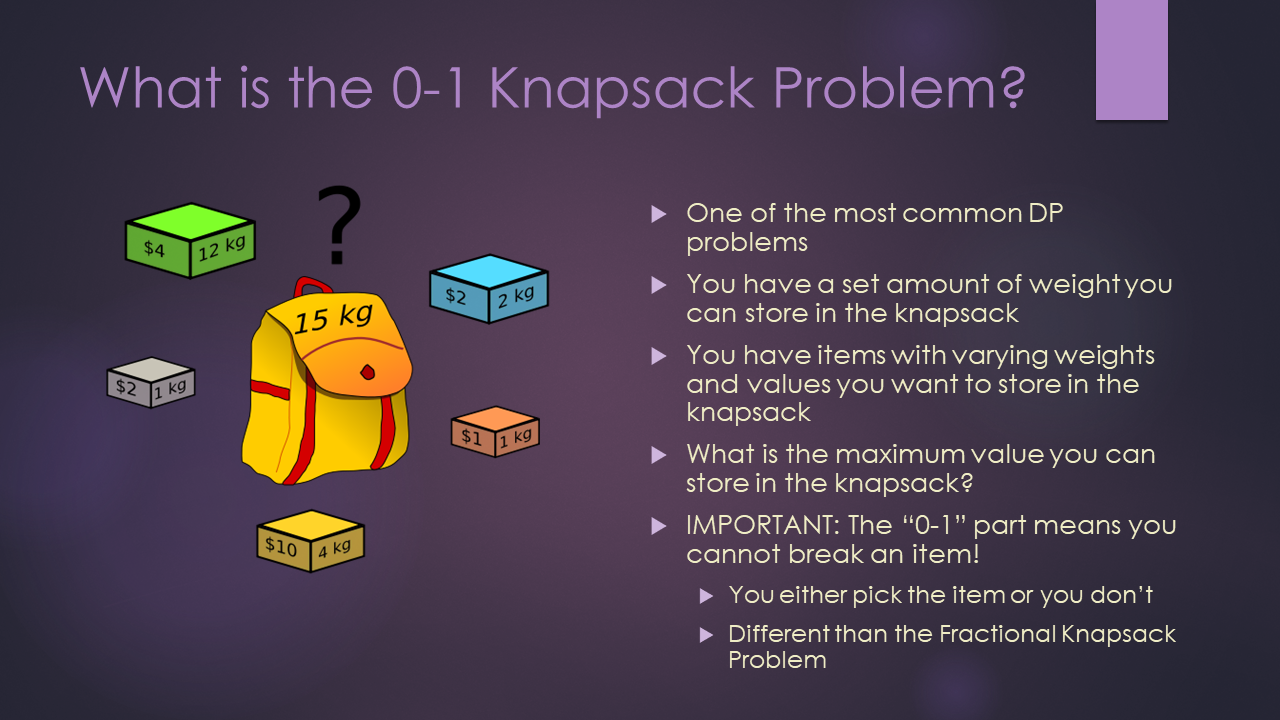 What is the 0-1 Knapsack Problem?
?
$4 12 kg
$2 2 kg
15 kg
$2 1 kg
$1 1 kg
$10 4 kg
One of the most common DP
problems
You have a set amount of weight you
can store in the knapsack
You have items with varying weights
and values you want to store in the
knapsack
What is the maximum value you can
store in the knapsack?
IMPORTANT: The “0-1” part means you
cannot break an item!
You either pick the item or you don’t
Different than the Fractional Knapsack
Problem